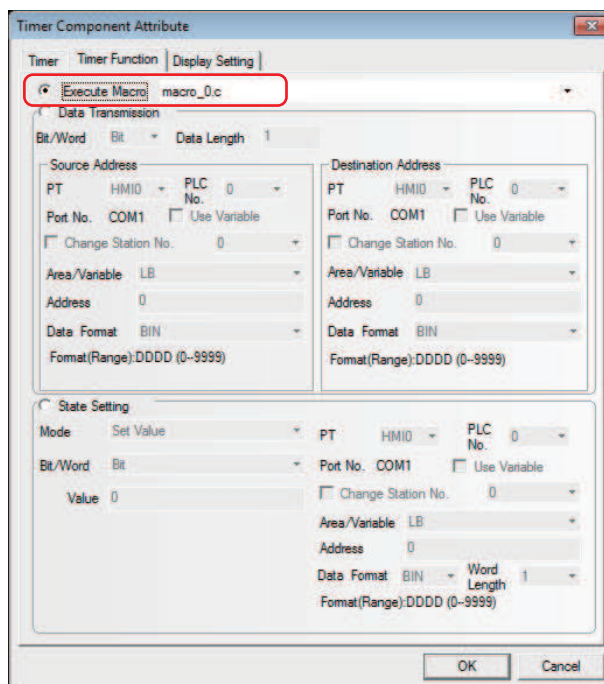 Timer Component Attribute
Timer Timer Function Display Setting
Execute Macro macro_0.c
Data Transmission
Bit/Word Bit Data Length 1
Source Address
PT HMI0 PLC No. 0
Port No. COM1 Use Variable
Change Station No. 0
Area/Variable LB
Address 0
Data Format BIN
Format(Range):DDDD (0--9999)
Destination Address
PT HMI0 PLC No. 0
Port No. COM1 Use Variable
Change Station No. 0
Area/Variable LB
Address 0
Data Format BIN
Format(Range):DDDD (0--9999)
State Setting
Mode Set Value
Bit/Word Bit
Value 0
PT HMI0 PLC No. 0
Port No. COM1 Use Variable
Change Station No. 0
Area/Variable LB
Address 0
Data Format BIN Word Length 1
Format(Range):DDDD (0--9999)
OK Cancel